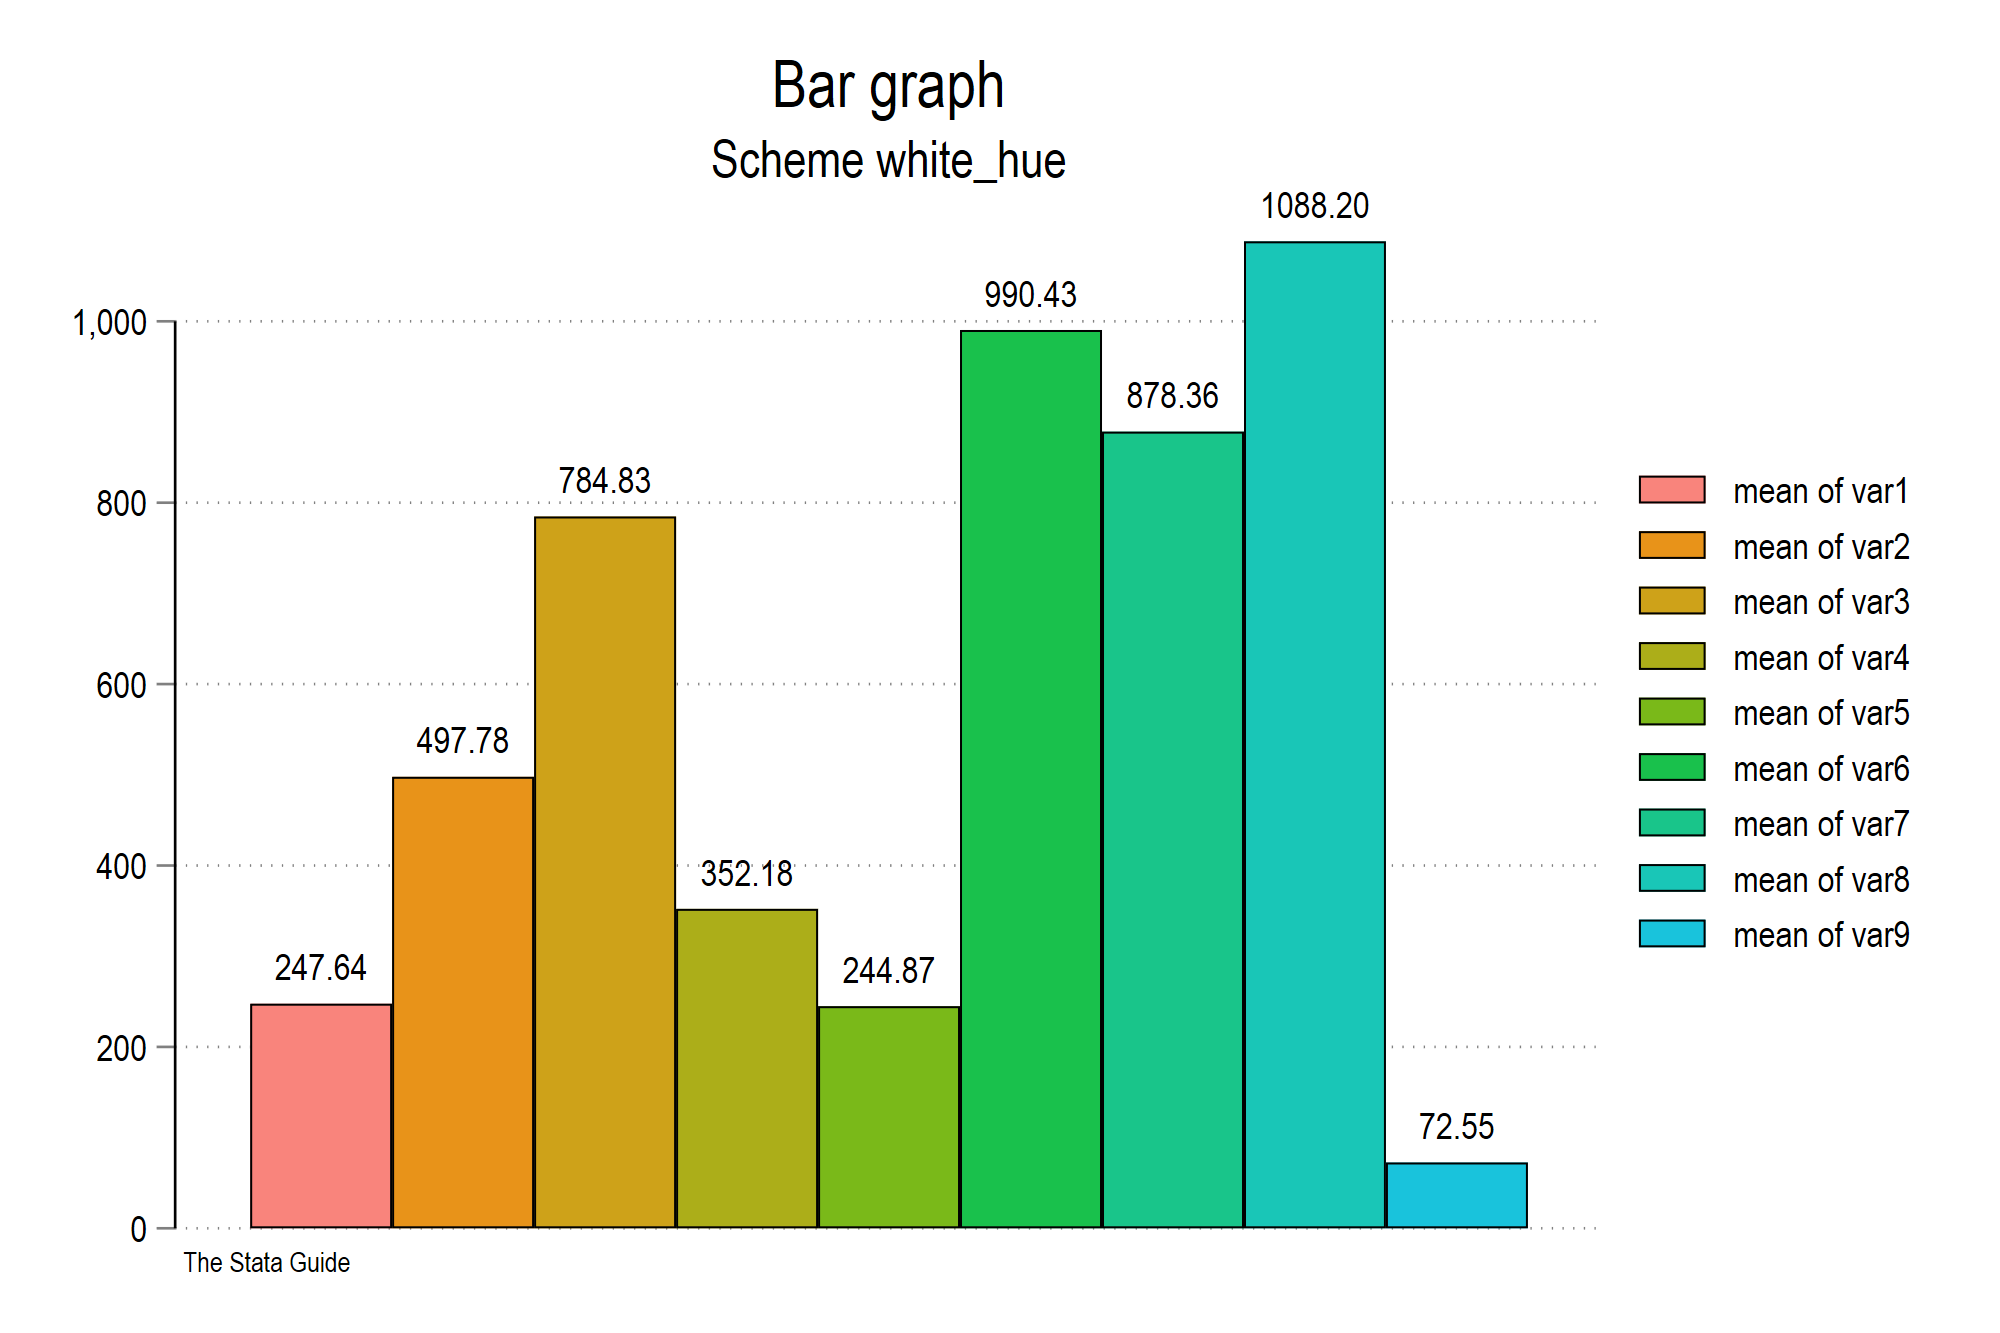 Bar graph
Scheme white_hue
1088.20
990.43
878.36
784.83
497.78
352.18
247.64
244.87
72.55
1,000
800
600
400
200
0
mean of var1
mean of var2
mean of var3
mean of var4
mean of var5
mean of var6
mean of var7
mean of var8
mean of var9
The Stata Guide